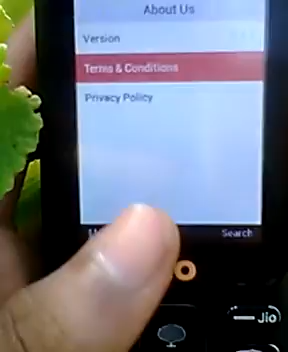 About Us
Version
Terms & Conditions
Privacy Policy
Search
Jio